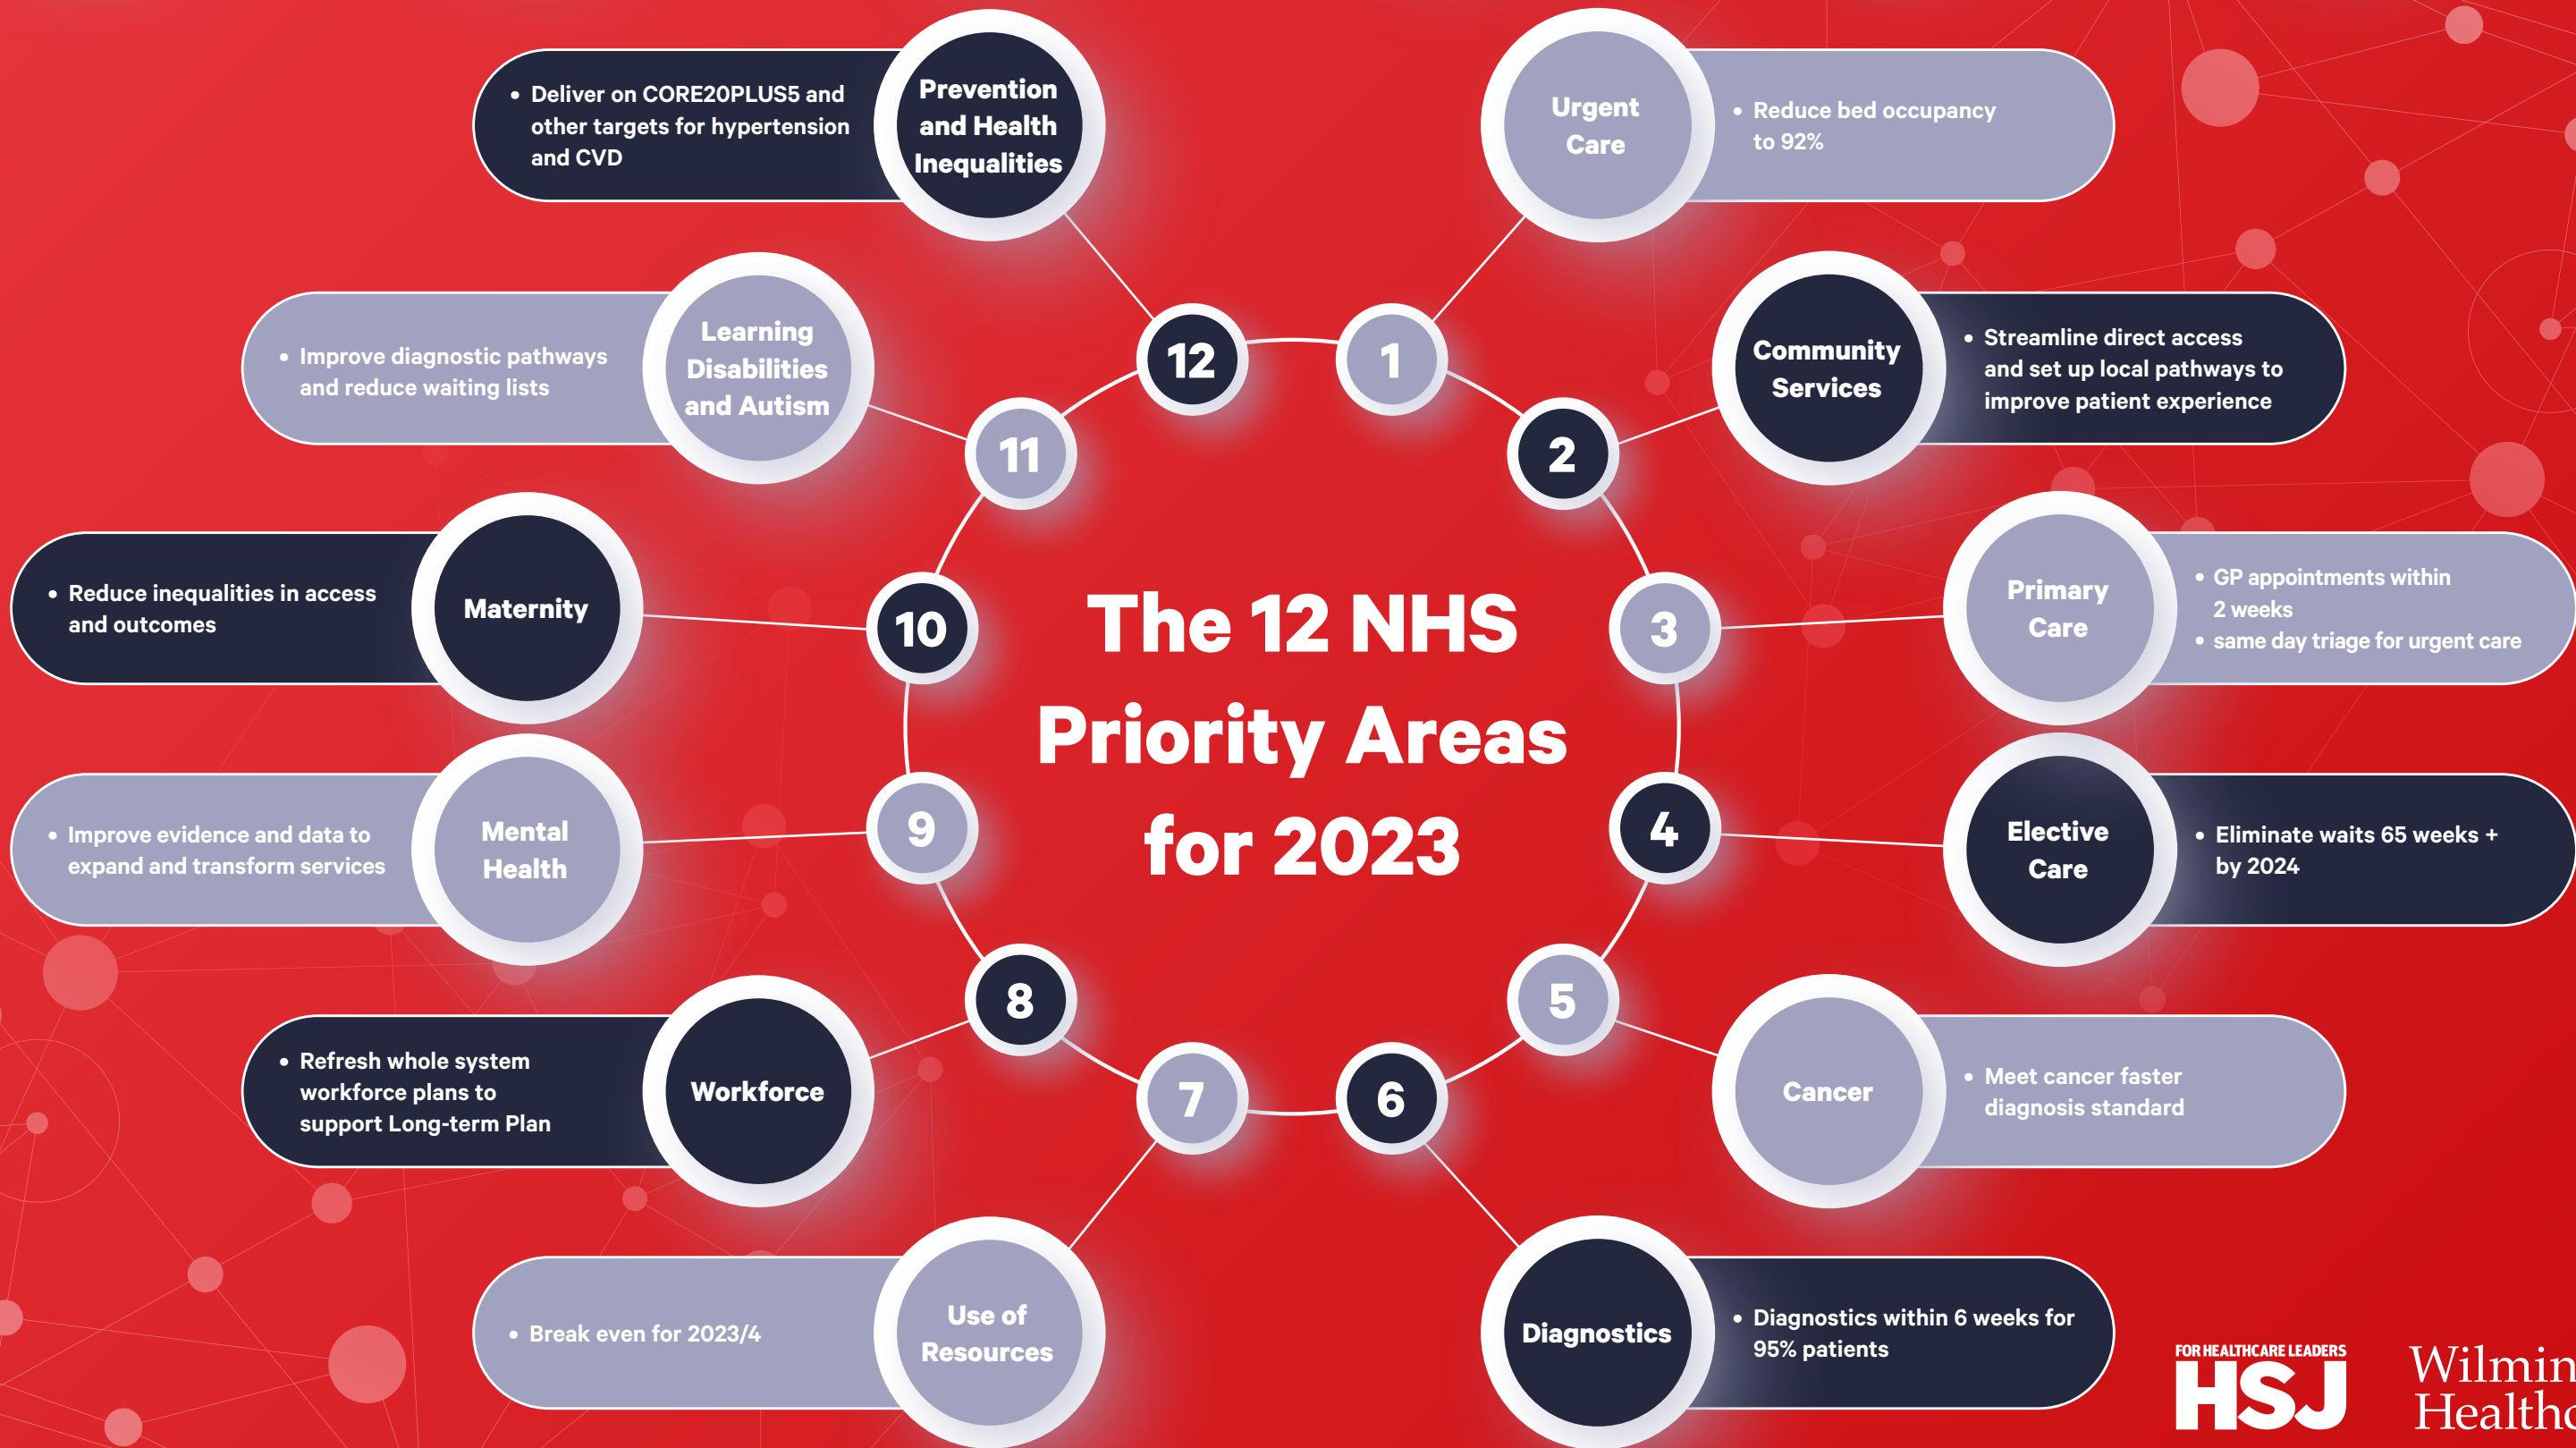 The 12 NHS
Priority Areas
for 2023
1
Urgent
Care
• Reduce bed occupancy
to 92%
2
Community
Services
• Streamline direct access
and set up local pathways to
improve patient experience
3
Primary
Care
• GP appointments within
2 weeks
• same day triage for urgent care
4
Elective
Care
• Eliminate waits 65 weeks +
by 2024
5
Cancer
• Meet cancer faster
diagnosis standard
6
Diagnostics
• Diagnostics within 6 weeks for
95% patients
7
Use of
Resources
• Break even for 2023/4
8
Workforce
• Refresh whole system
workforce plans to
support Long-term Plan
9
Mental
Health
• Improve evidence and data to
expand and transform services
10
Maternity
• Reduce inequalities in access
and outcomes
11
Learning
Disabilities
and Autism
• Improve diagnostic pathways
and reduce waiting lists
12
Prevention
and Health
Inequalities
• Deliver on CORE20PLUS5 and
other targets for hypertension
and CVD
FOR HEALTHCARE LEADERS
HSJ